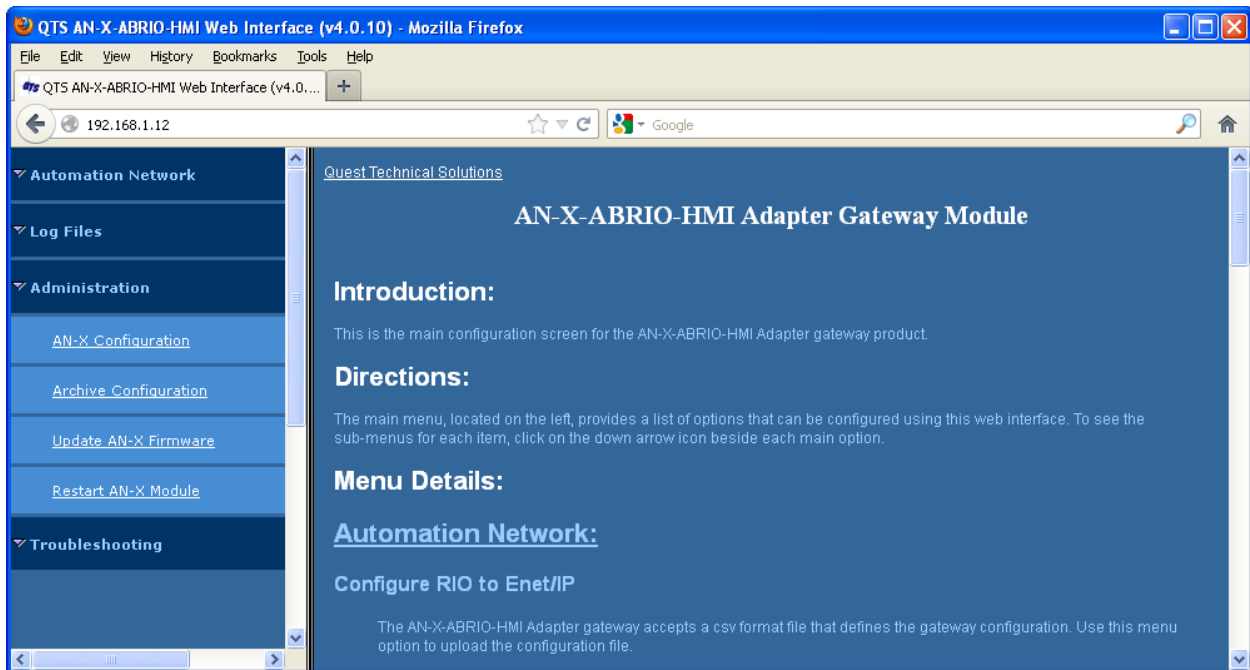 QTS AN-X-ABRIO-HMI Web Interface (v4.0.10) - Mozilla Firefox
File Edit View History Bookmarks Tools Help
QTS QTS AN-X-ABRIO-HMI Web Interface (v4.0.... +
192.168.1.12 Google
Automation Network
Log Files
Administration
AN-X Configuration
Archive Configuration
Update AN-X Firmware
Restart AN-X Module
Troubleshooting
Quest Technical Solutions
AN-X-ABRIO-HMI Adapter Gateway Module
Introduction:
This is the main configuration screen for the AN-X-ABRIO-HMI Adapter gateway product.
Directions:
The main menu, located on the left, provides a list of options that can be configured using this web interface. To see the
sub-menus for each item, click on the down arrow icon beside each main option.
Menu Details:
Automation Network:
Configure RIO to Enet/IP
The AN-X-ABRIO-HMI Adapter gateway accepts a csv format file that defines the gateway configuration. Use this menu
option to upload the configuration file.